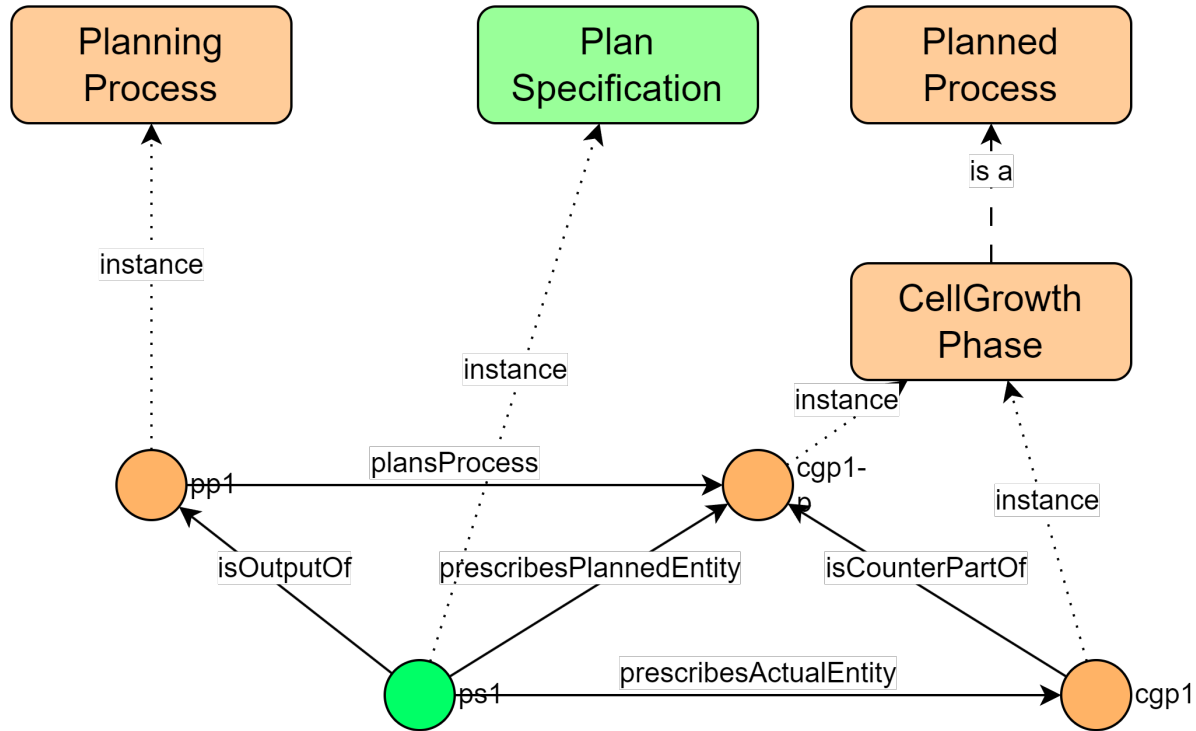 Planning
Process
Plan
Specification
Planned
Process
is a
instance
CellGrowth
Phase
instance
instance
plansProcess
pp1
cgp1-
p
instance
isOutputOf
prescribesPlannedEntity
isCounterPartOf
prescribesActualEntity
ps1
cgp1